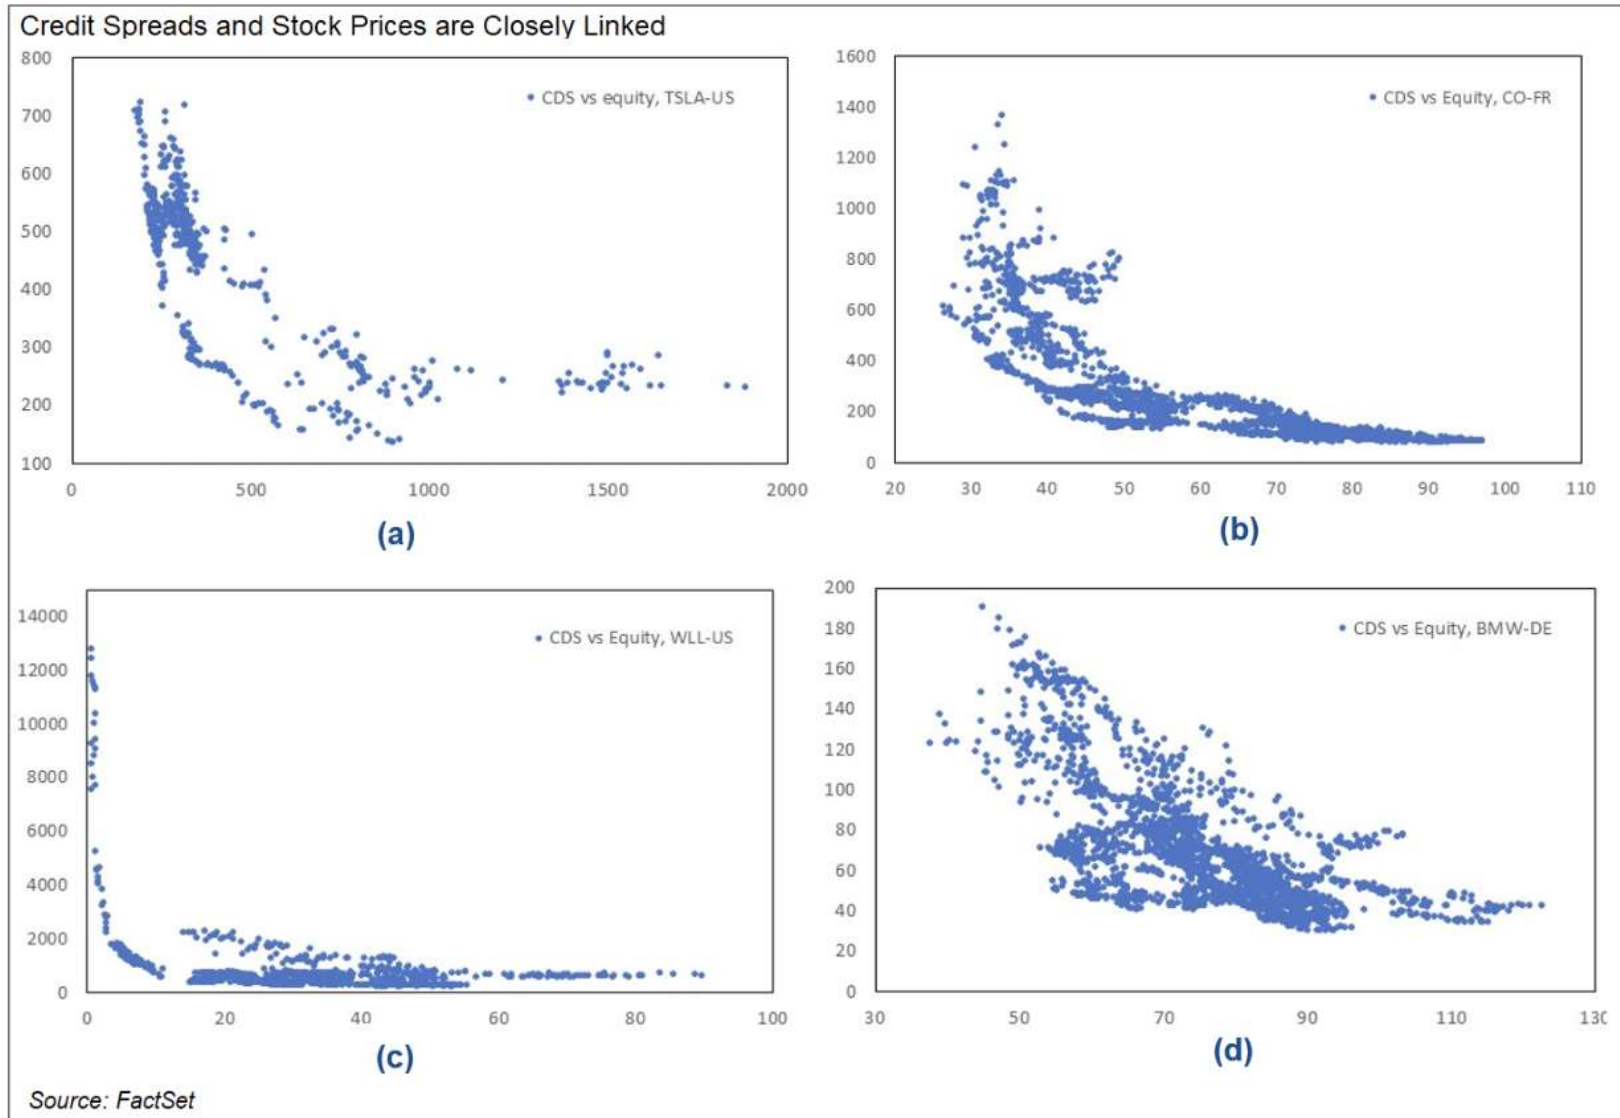 Credit Spreads and Stock Prices are Closely Linked
800
700
600
500
400
300
200
100
0 500 1000 1500 2000
CDS vs equity, TSLA-US
(a)
1600
1400
1200
1000
800
600
400
200
0
20 30 40 50 60 70 80 90 100 110
CDS vs Equity, CO-FR
(b)
14000
12000
10000
8000
6000
4000
2000
0
0 20 40 60 80 100
CDS vs Equity, WLL-US
(c)
200
180
160
140
120
100
80
60
40
20
0
30 50 70 90 110 130
CDS vs Equity, BMW-DE
(d)
Source: FactSet